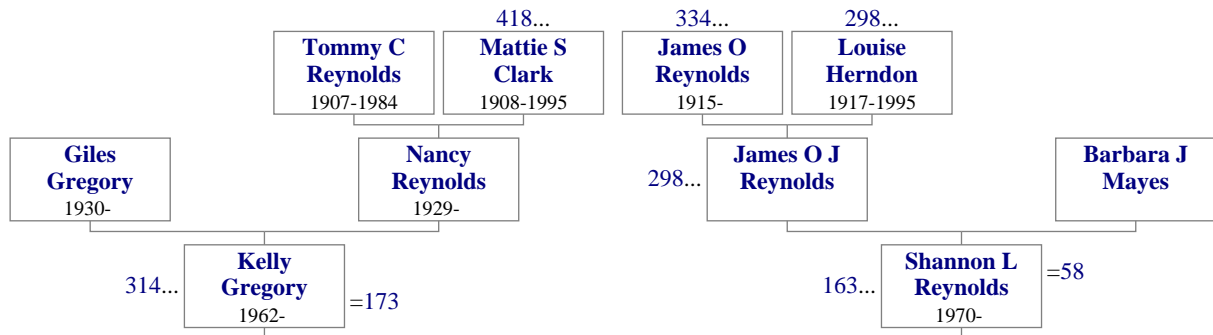 418... 334... 298...
Tommy C Mattie S James O Louise
Reynolds Clark Reynolds Herndon
1907-1984 1908-1995 1915- 1917-1995
Giles Nancy James O J Barbara J
Gregory Reynolds 298... Reynolds Mayes
1930- 1929-
Kelly Shannon L
314... Gregory =173 163... Reynolds =58
1962- 1970-